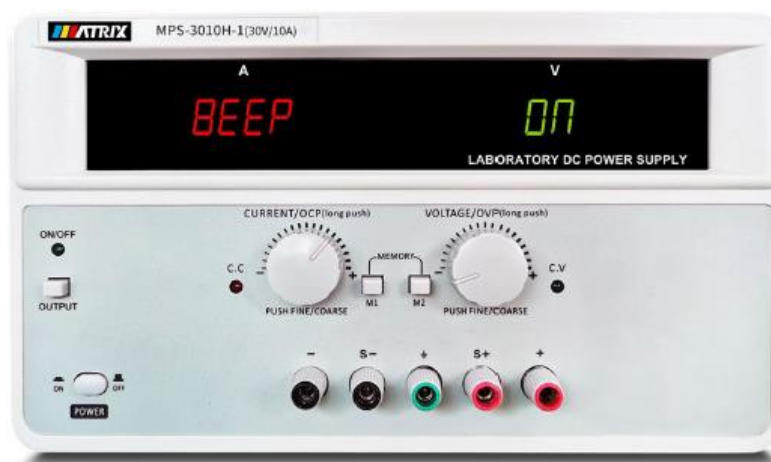 MATRIX MPS-3010H-1(30V/10A)
A V
BEEP ON
LABORATORY DC POWER SUPPLY
CURRENT/OCP(long push) VOLTAGE/OVP(long push)
ON/OFF
MEMORY
C.C - + - + C.V
OUTPUT
M1 M2
PUSH FINE/COARSE PUSH FINE/COARSE
- S- ⏚ S+ +
ON OFF
POWER